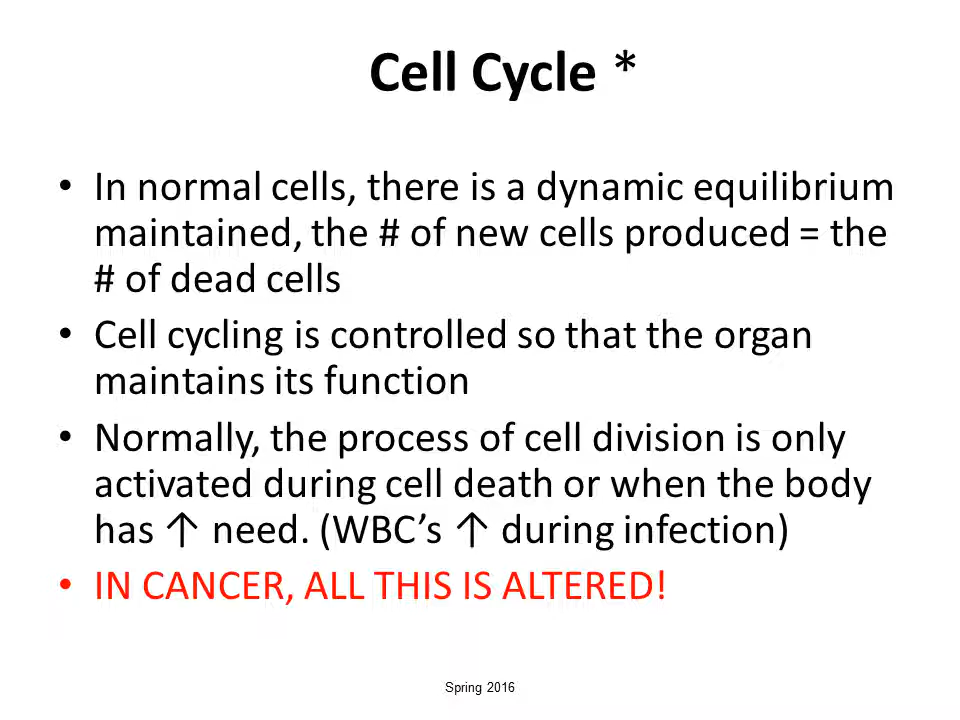 Cell Cycle *
• In normal cells, there is a dynamic equilibrium
maintained, the # of new cells produced = the
# of dead cells
• Cell cycling is controlled so that the organ
maintains its function
• Normally, the process of cell division is only
activated during cell death or when the body
has ↑ need. (WBC’s ↑ during infection)
• IN CANCER, ALL THIS IS ALTERED!
Spring 2016